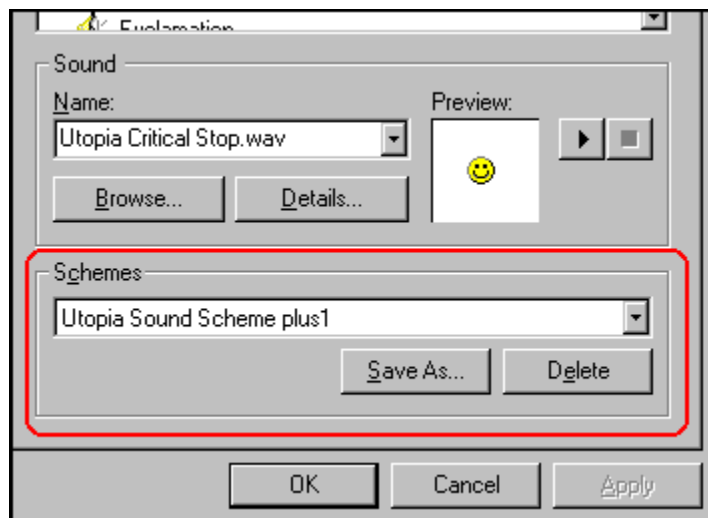 Exclamation
Sound
Name:
Preview:
Utopia Critical Stop.wav
Browse...
Details...
Schemes
Utopia Sound Scheme plus1
Save As...
Delete
OK
Cancel
Apply